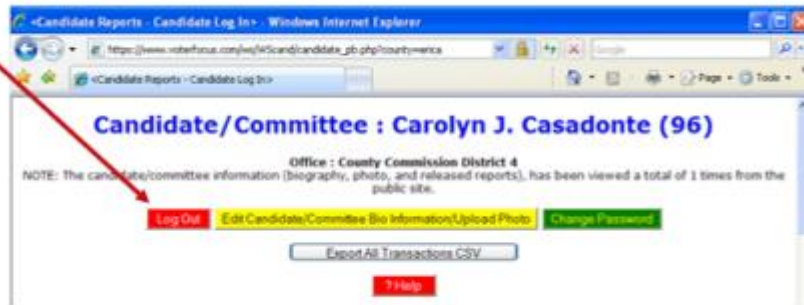 <Candidate Reports - Candidate Log In> - Windows Internet Explorer
<Candidate Reports - Candidate Log In>
Page
Tools
Candidate/Committee : Carolyn J. Casadonte (96)
Office : County Commission District 4
NOTE: The candidate/committee information (biography, photo, and released reports), has been viewed a total of 1 times from the
public site.
Log Out
Edit Candidate/Committee Bio Information/Upload Photo
Change Password
Export All Transactions CSV
? Help